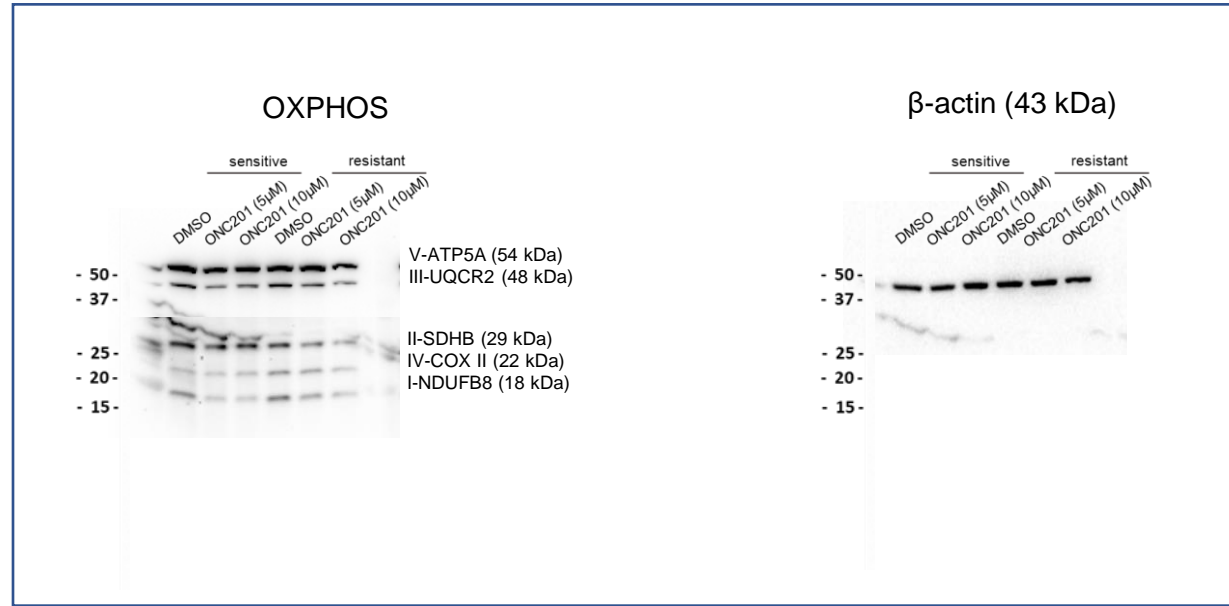 OXPHOS
sensitive
resistant
DMSO
ONC201 (5µM)
ONC201 (10µM)
DMSO
ONC201 (5µM)
ONC201 (10µM)
V-ATP5A (54 kDa)
III-UQCR2 (48 kDa)
II-SDHB (29 kDa)
IV-COX II (22 kDa)
I-NDUFB8 (18 kDa)
- 50-
- 37-
- 25-
- 20-
- 15-
β-actin (43 kDa)
sensitive
resistant
DMSO
ONC201 (5µM)
ONC201 (10µM)
DMSO
ONC201 (5µM)
ONC201 (10µM)
- 50-
- 37-
- 25-
- 20-
- 15-